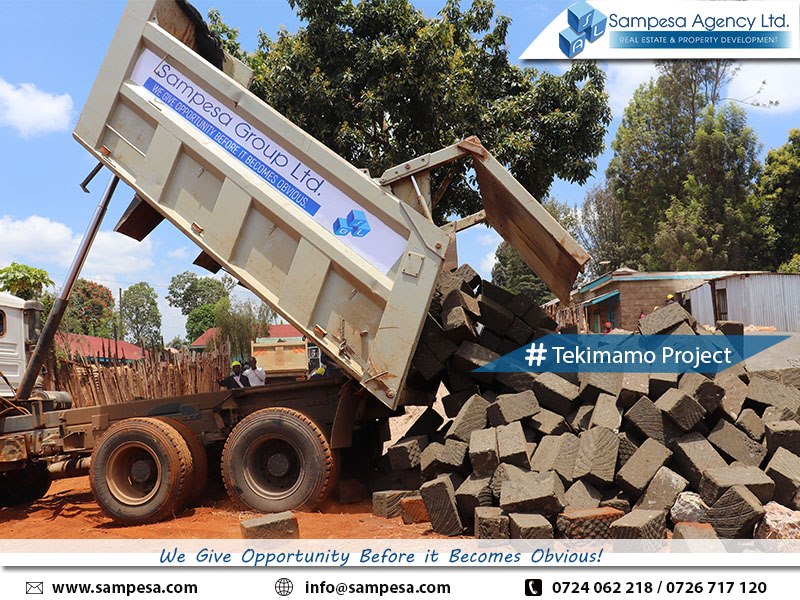 Sampesa Agency Ltd.
REAL ESTATE & PROPERTY DEVELOPMENT
Sampesa Group Ltd.
WE GIVE OPPORTUNITY BEFORE IT BECOMES OBVIOUS.
# Tekimamo Project
We Give Opportunity Before it Becomes Obvious!
www.sampesa.com info@sampesa.com 0724 062 218 / 0726 717 120